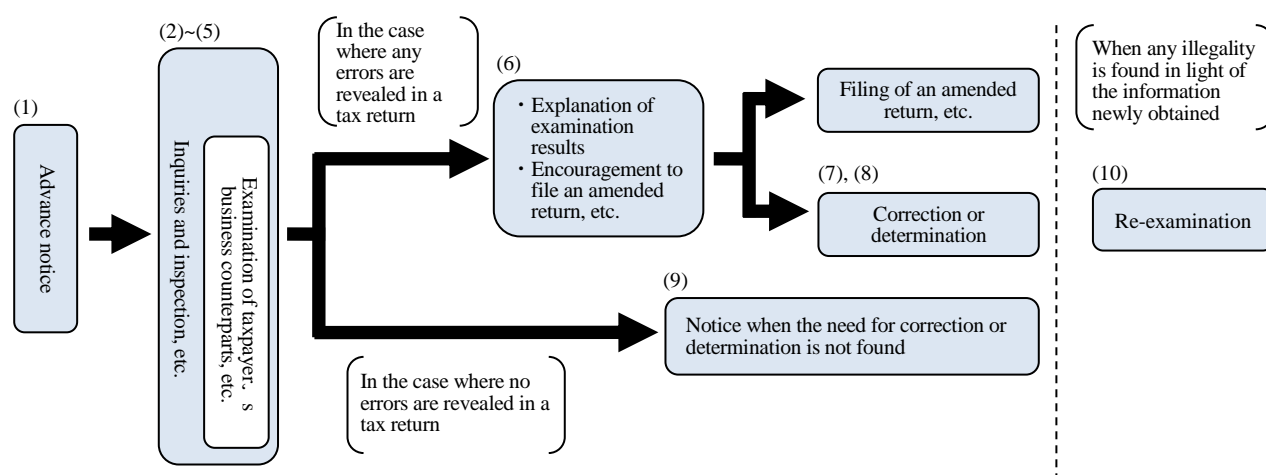 (1)
Advance notice
(2)~(5)
Inquiries and inspection, etc.
Examination of taxpayer.. s
business counterparts, etc.
In the case
where any
errors are
revealed in a
tax return
(6)
・Explanation of
examination
results
・Encouragement to
file an amended
return, etc.
Filing of an amended
return, etc.
(7), (8)
Correction or
determination
In the case where no
errors are revealed in a
tax return
(9)
Notice when the need for correction or
determination is not found
When any illegality
is found in light of
the information
newly obtained
(10)
Re-examination